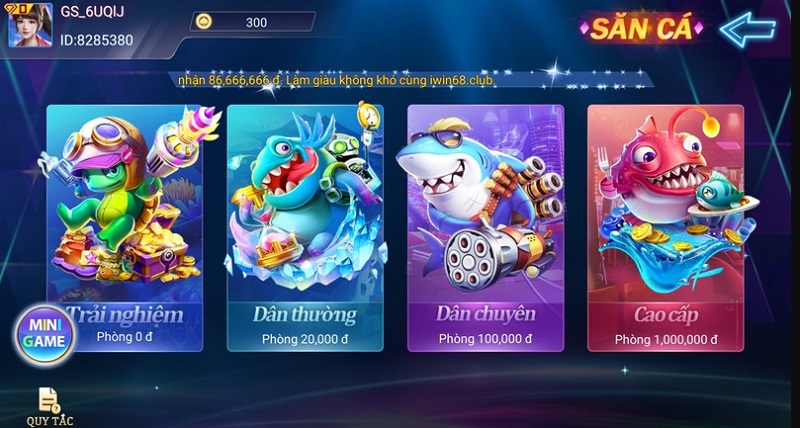 0
GS_6UQIJ
ID:8285380
300
SĂN CÁ
nhận 86,666,666 đ. Làm giàu không khó cùng iwin68.club.
Trải nghiệm
Phòng 0 đ
Dân thường
Phòng 20,000 đ
Dân chuyên
Phòng 100,000 đ
Cao cấp
Phòng 1,000,000 đ
MINI
GAME
QUY TẮC